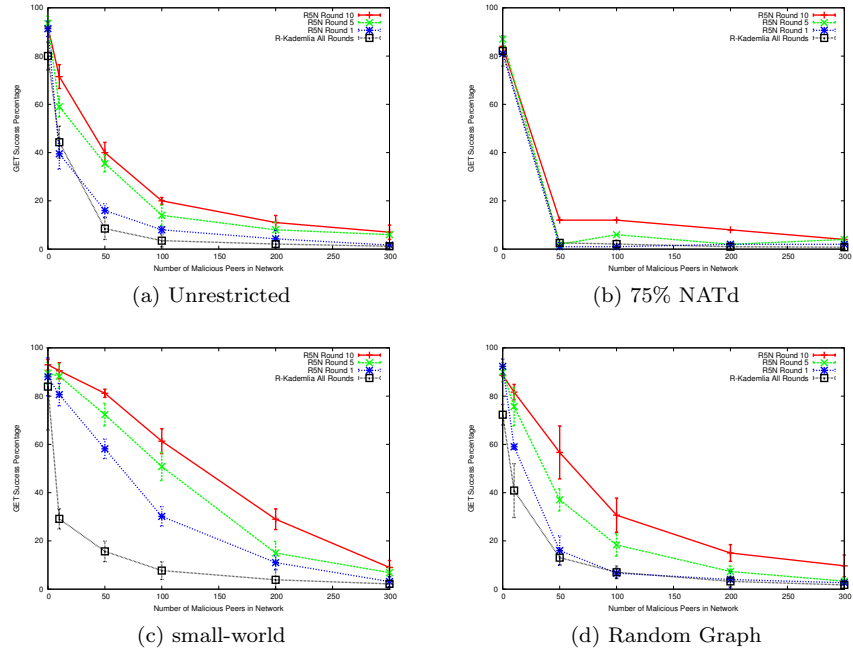 100
80
60
40
20
0
GET Success Percentage
R5N Round 10
R5N Round 5
R5N Round 1
R-Kademlia All Rounds
0 50 100 150 200 250 300
Number of Malicious Peers in Network
(a) Unrestricted
100
80
60
40
20
0
GET Success Percentage
R5N Round 10
R5N Round 5
R5N Round 1
R-Kademlia All Rounds
0 50 100 150 200 250 300
Number of Malicious Peers in Network
(b) 75% NATd
100
80
60
40
20
0
GET Success Percentage
R5N Round 10
R5N Round 5
R5N Round 1
R-Kademlia All Rounds
0 50 100 150 200 250 300
Number of Malicious Peers in Network
(c) small-world
100
80
60
40
20
0
GET Success Percentage
R5N Round 10
R5N Round 5
R5N Round 1
R-Kademlia All Rounds
0 50 100 150 200 250 300
Number of Malicious Peers in Network
(d) Random Graph